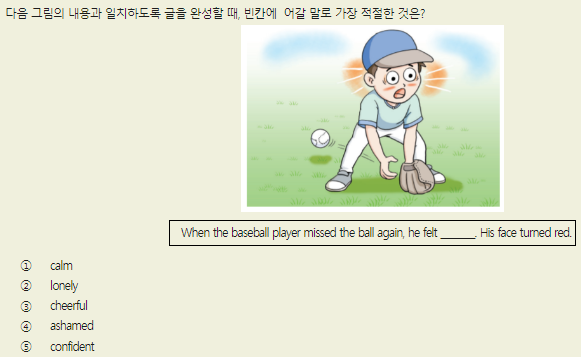 다음 그림의 내용과 일치하도록 글을 완성할 때, 빈칸에 어갈 말로 가장 적절한 것은?
When the baseball player missed the ball again, he felt _______. His face turned red.
① calm
② lonely
③ cheerful
④ ashamed
⑤ confident